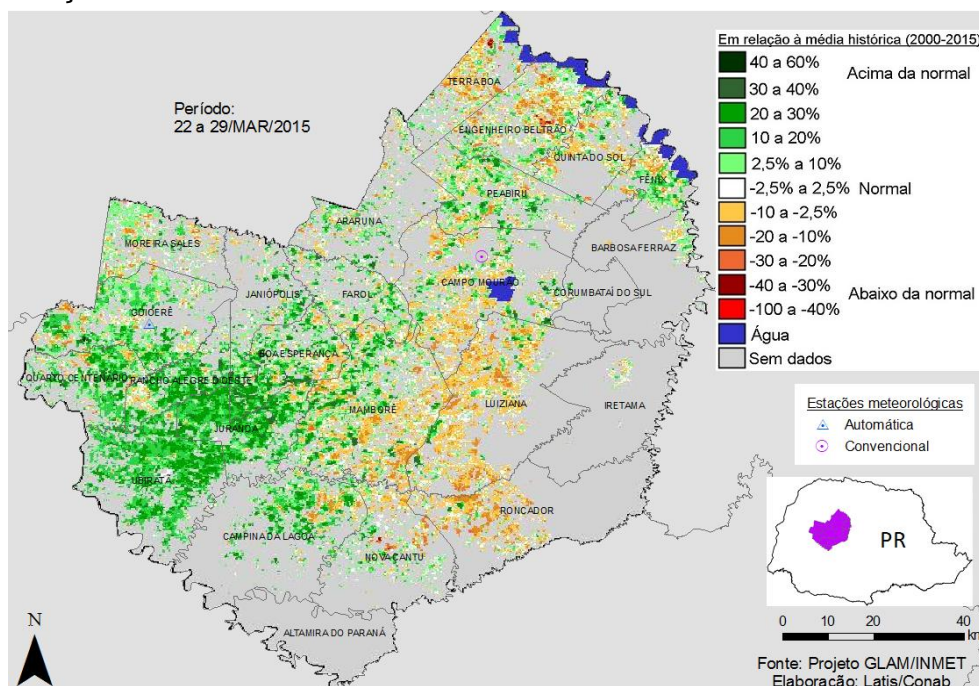 Período:
22 a 29/MAR/2015
Em relação à média histórica (2000-2015)
40 a 60%
Acima da normal
30 a 40%
20 a 30%
10 a 20%
2,5% a 10%
-2,5% a 2,5%
Normal
-10 a -2,5%
-20 a -10%
-30 a -20%
-40 a -30%
Abaixo da normal
-100 a -40%
Água
Sem dados
TERRA BOA
ENGENHEIRO BELTRÃO
QUINTA DO SOL
FÊNIX
PEABIRU
ARARUNA
BARBOSA FERRAZ
MOREIRA SALES
CAMPO MOURÃO
CORUMBATAÍ DO SUL
JANIÓPOLIS
FAROL
GOIOERÊ
BOA ESPERANÇA
QUARTO CENTENÁRIO
RANCHO ALEGRE D'OESTE
MAMBORÊ
LUIZIANA
IRETAMA
JURANDA
UBIRATÃ
RONCADOR
CAMPINA DA LAGOA
NOVA CANTU
ALTAMIRA DO PARANÁ
Estações meteorológicas
Automática
Convencional
PR
N
0 10 20 40
km
Fonte: Projeto GLAM/INMET
Elaboração: Latis/Conab